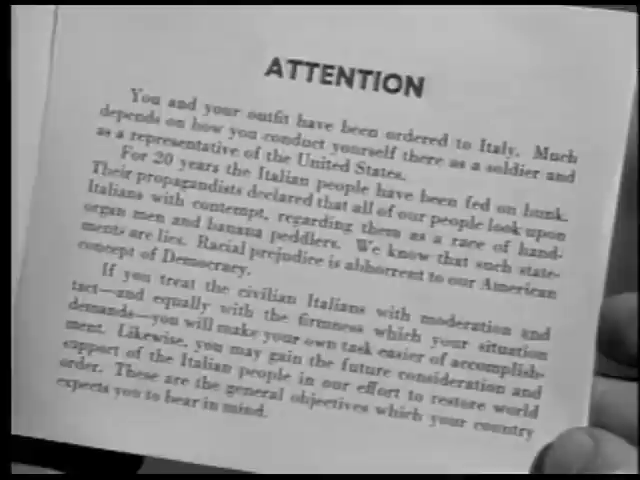 ATTENTION
You and your outfit have been ordered to Italy. Much
depends on how you conduct yourself there as a soldier and
as a representative of the United States.
For 20 years the Italian people have been fed on bunk.
Their propagandists declared that all of our people look upon
Italians with contempt, regarding them as a race of hand-
organ men and banana peddlers. We know that such state-
ments are lies. Racial prejudice is abhorrent to our American
concept of Democracy.
If you treat the civilian Italians with moderation and
tact—and equally with the firmness which your situation
demands—you will make your own task easier of accomplish-
ment. Likewise, you may gain the future consideration and
support of the Italian people in our effort to restore world
order. These are the general objectives which your country
expects you to bear in mind.